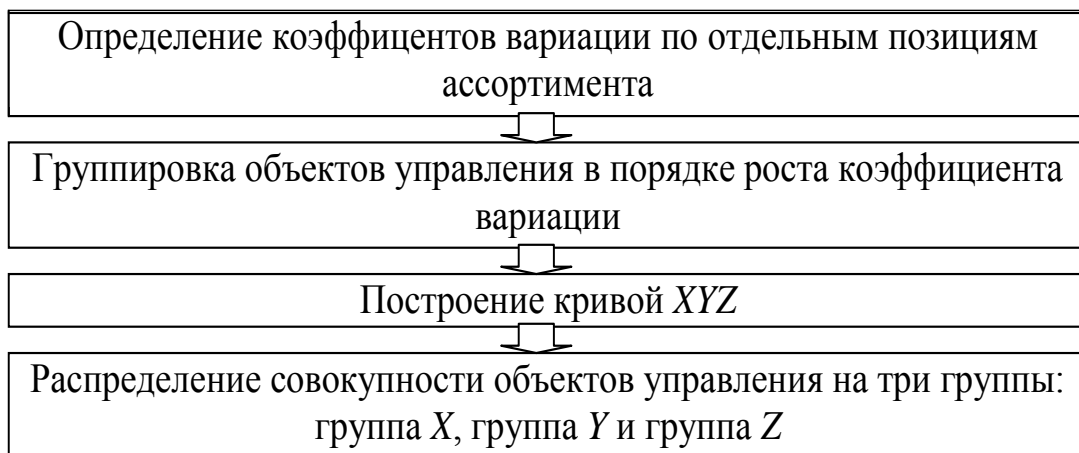 Определение коэффицентов вариации по отдельным позициям
ассортимента
Группировка объектов управления в порядке роста коэффициента
вариации
Построение кривой XYZ
Распределение совокупности объектов управления на три группы:
группа X, группа Y и группа Z